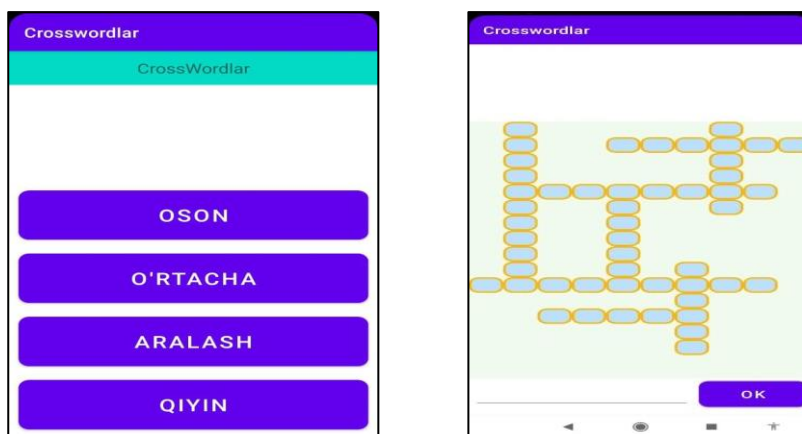 Crosswordlar
CrossWordlar
OSON
O'RTACHA
ARALASH
QIYIN
Crosswordlar
OK